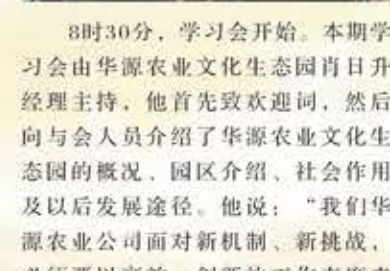 8时30分，学习会开始。本期学
习会由华源农业文化生态园肖日升
经理主持，他首先致欢迎词，然后
向与会人员介绍了华源农业文化生
态园的概况、园区介绍、社会作用
及以后发展途径。他说：“我们华
源农业公司面对新机制、新挑战，